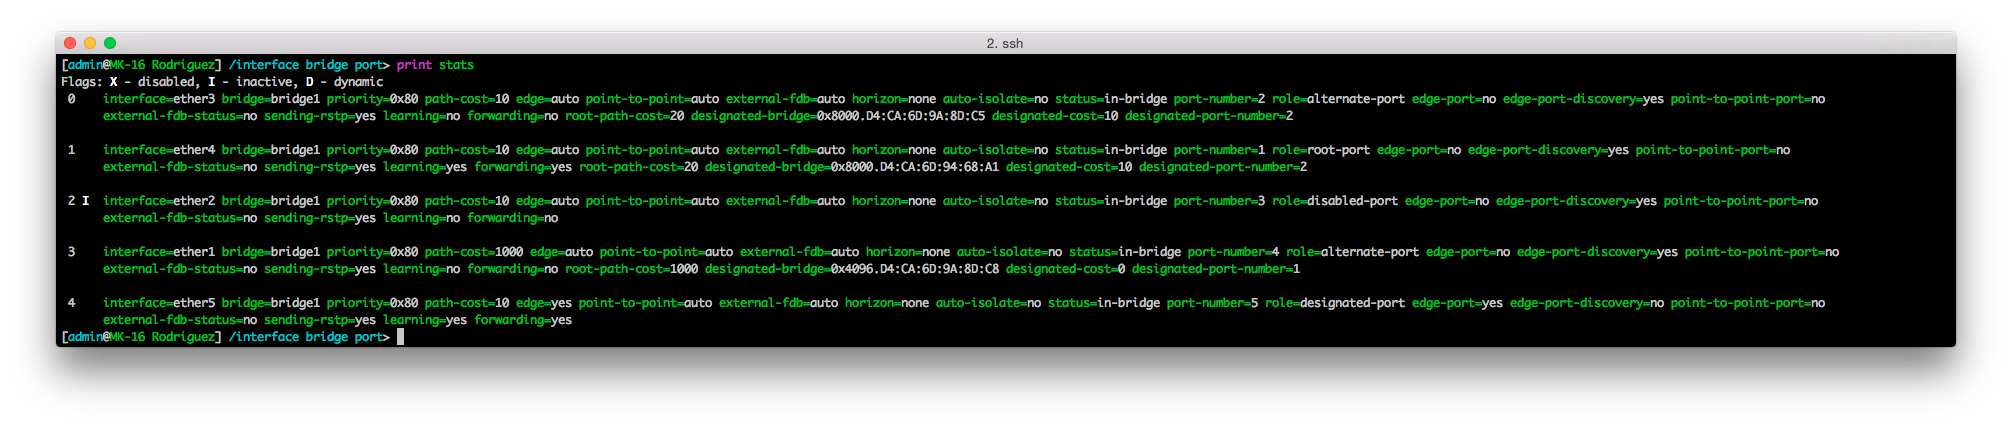 2. ssh
[admin@MK-16 Rodriguez] /interface bridge port> print stats
Flags: X - disabled, I - inactive, D - dynamic
0 interface=ether3 bridge=bridge1 priority=0x80 path-cost=10 edge=auto point-to-point=auto external-fdb=auto horizon=none auto-isolate=no status=in-bridge port-number=2 role=alternate-port edge-port=no edge-port-discovery=yes point-to-point-port=no
external-fdb-status=no sending-rstp=yes learning=no forwarding=no root-path-cost=20 designated-bridge=0x8000.D4:CA:6D:9A:8D:C5 designated-cost=10 designated-port-number=2
1 interface=ether4 bridge=bridge1 priority=0x80 path-cost=10 edge=auto point-to-point=auto external-fdb=auto horizon=none auto-isolate=no status=in-bridge port-number=1 role=root-port edge-port=no edge-port-discovery=yes point-to-point-port=no
external-fdb-status=no sending-rstp=yes learning=yes forwarding=yes root-path-cost=20 designated-bridge=0x8000.D4:CA:6D:94:68:A1 designated-cost=10 designated-port-number=2
2 I interface=ether2 bridge=bridge1 priority=0x80 path-cost=10 edge=auto point-to-point=auto external-fdb=auto horizon=none auto-isolate=no status=in-bridge port-number=3 role=disabled-port edge-port=no edge-port-discovery=yes point-to-point-port=no
external-fdb-status=no sending-rstp=yes learning=no forwarding=no
3 interface=ether1 bridge=bridge1 priority=0x80 path-cost=1000 edge=auto point-to-point=auto external-fdb=auto horizon=none auto-isolate=no status=in-bridge port-number=4 role=alternate-port edge-port=no edge-port-discovery=yes point-to-point-port=no
external-fdb-status=no sending-rstp=yes learning=no forwarding=no root-path-cost=1000 designated-bridge=0x4096.D4:CA:6D:9A:8D:C8 designated-cost=0 designated-port-number=1
4 interface=ether5 bridge=bridge1 priority=0x80 path-cost=10 edge=yes point-to-point=auto external-fdb=auto horizon=none auto-isolate=no status=in-bridge port-number=5 role=designated-port edge-port=yes edge-port-discovery=no point-to-point-port=no
external-fdb-status=no sending-rstp=yes learning=yes forwarding=yes
[admin@MK-16 Rodriguez] /interface bridge port>